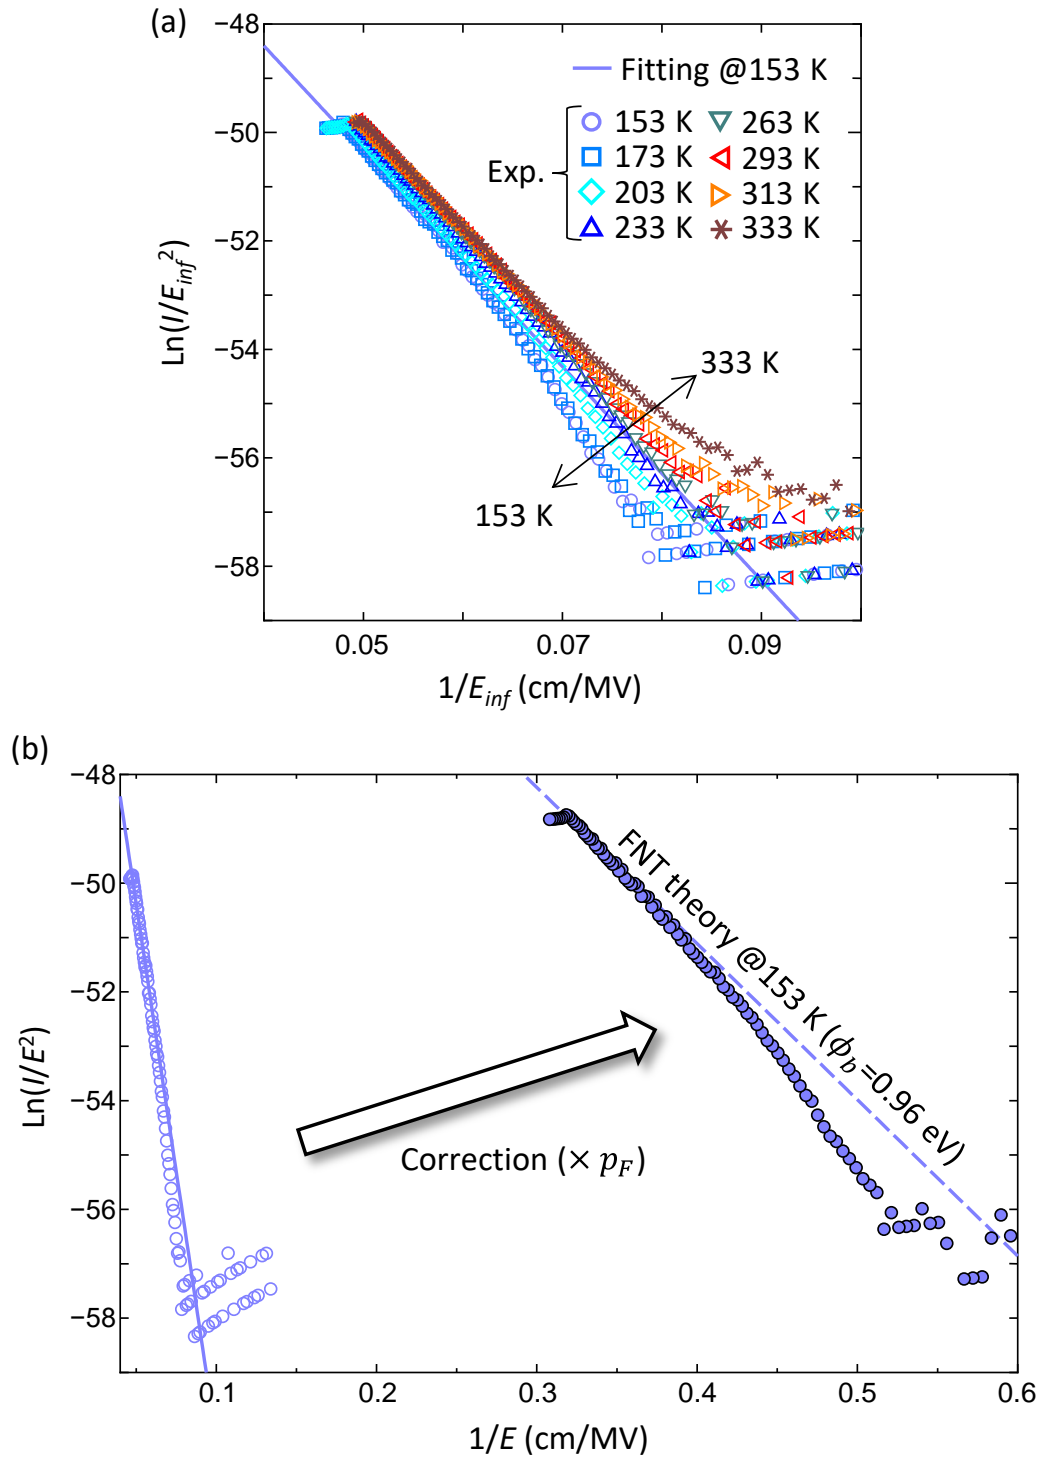 (a)
−48
−50
−52
−54
−56
−58
Ln(I/E_inf^2)
Fitting @153 K
Exp.
153 K 263 K
173 K 293 K
203 K 313 K
233 K 333 K
333 K
153 K
0.05 0.07 0.09
1/E_inf (cm/MV)
(b)
−48
−50
−52
−54
−56
−58
Ln(I/E^2)
FNT theory @153 K (ϕ_b=0.96 eV)
Correction (× p_F)
0.1 0.2 0.3 0.4 0.5 0.6
1/E (cm/MV)